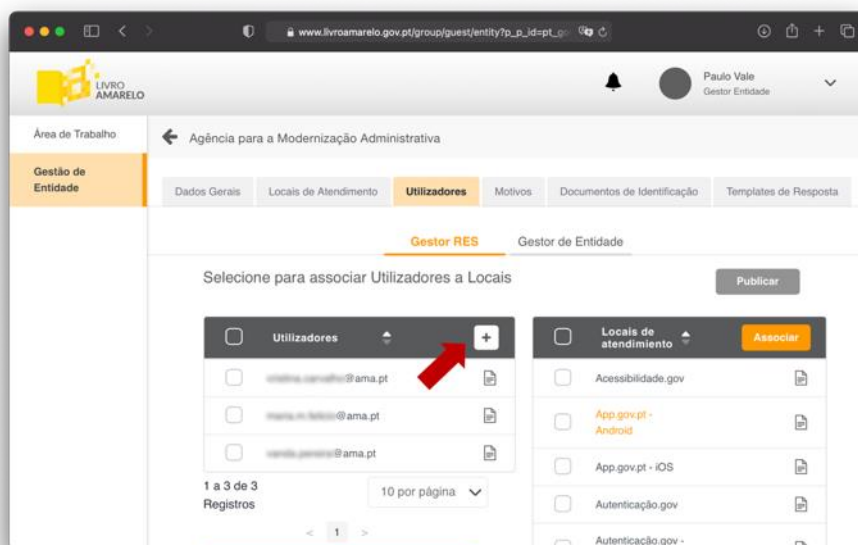 www.livroamarelo.gov.pt/group/guest/entity?p_p_id=pt_go
LIVRO
AMARELO
Paulo Vale
Gestor Entidade
Área de Trabalho
Agência para a Modernização Administrativa
Gestão de
Entidade
Dados Gerais Locais de Atendimento Utilizadores Motivos Documentos de Identificação Templates de Resposta
Gestor RES Gestor de Entidade
Selecione para associar Utilizadores a Locais
Publicar
Utilizadores
+
Locais de
atendimiento
Associar
@ama.pt
Acessibilidade.gov
@ama.pt
App.gov.pt -
Android
@ama.pt
App.gov.pt - iOS
1 a 3 de 3
Registros
10 por página
Autenticação.gov
< 1 >
Autenticação.gov -